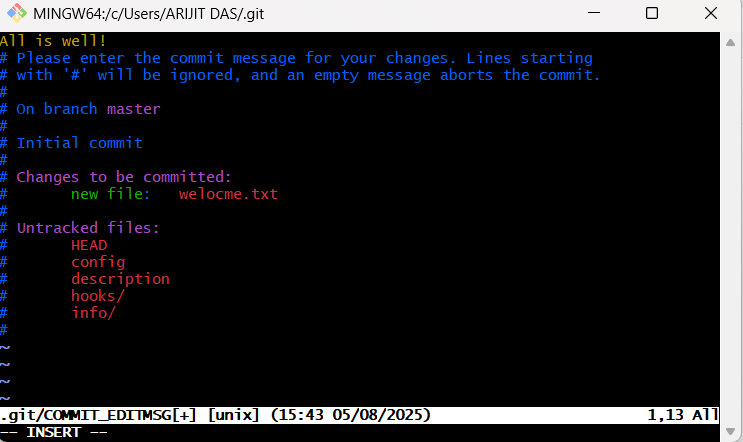 MINGW64:/c/Users/ARIJIT DAS/.git
All is well!
# Please enter the commit message for your changes. Lines starting
# with '#' will be ignored, and an empty message aborts the commit.
#
# On branch master
#
# Initial commit
#
# Changes to be committed:
#       new file:   welocme.txt
#
# Untracked files:
#       HEAD
#       config
#       description
#       hooks/
#       info/
#
~
~
~
~
.git/COMMIT_EDITMSG[+] [unix] (15:43 05/08/2025) 1,13 All
-- INSERT --